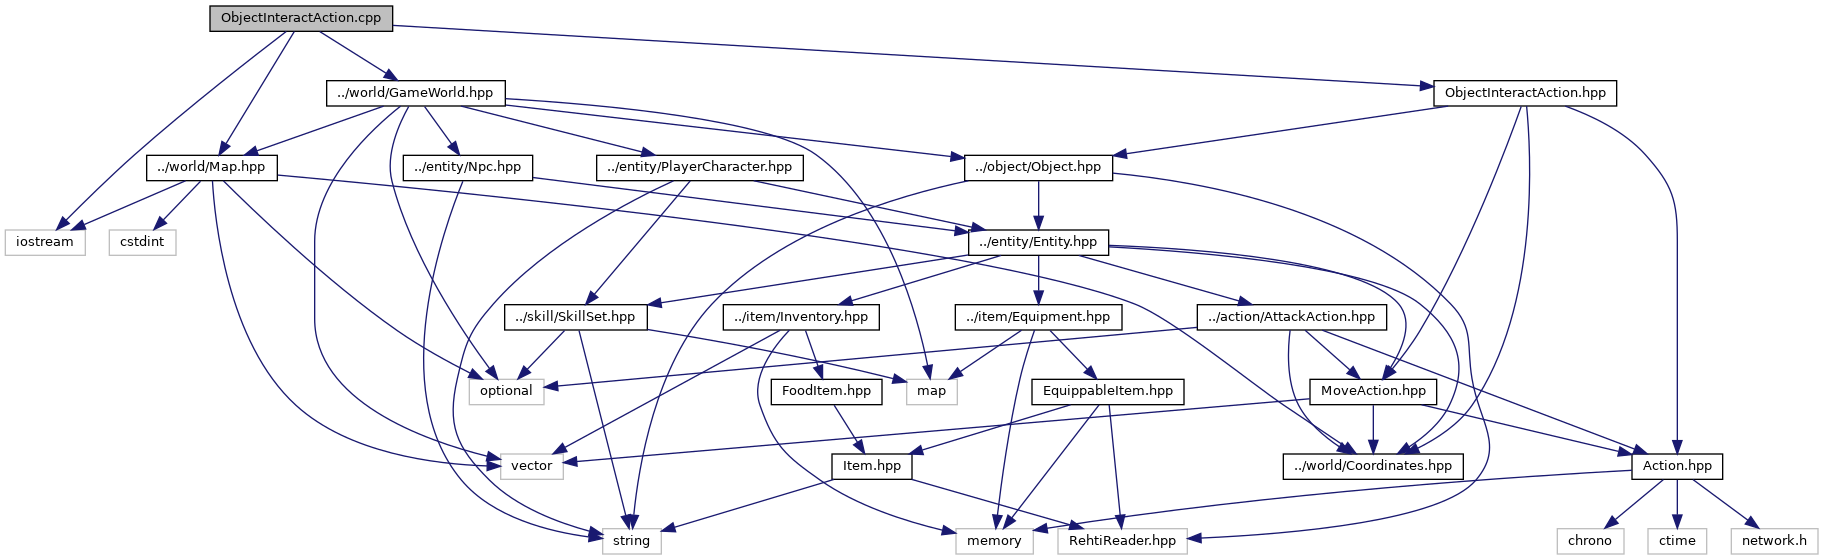 ObjectInteractAction.cpp
../world/GameWorld.hpp
ObjectInteractAction.hpp
../world/Map.hpp
../entity/Npc.hpp
../entity/PlayerCharacter.hpp
../object/Object.hpp
iostream
cstdint
../entity/Entity.hpp
../skill/SkillSet.hpp
../item/Inventory.hpp
../item/Equipment.hpp
../action/AttackAction.hpp
optional
FoodItem.hpp
map
EquippableItem.hpp
MoveAction.hpp
vector
Item.hpp
../world/Coordinates.hpp
Action.hpp
string
memory
RehtiReader.hpp
chrono
ctime
network.h